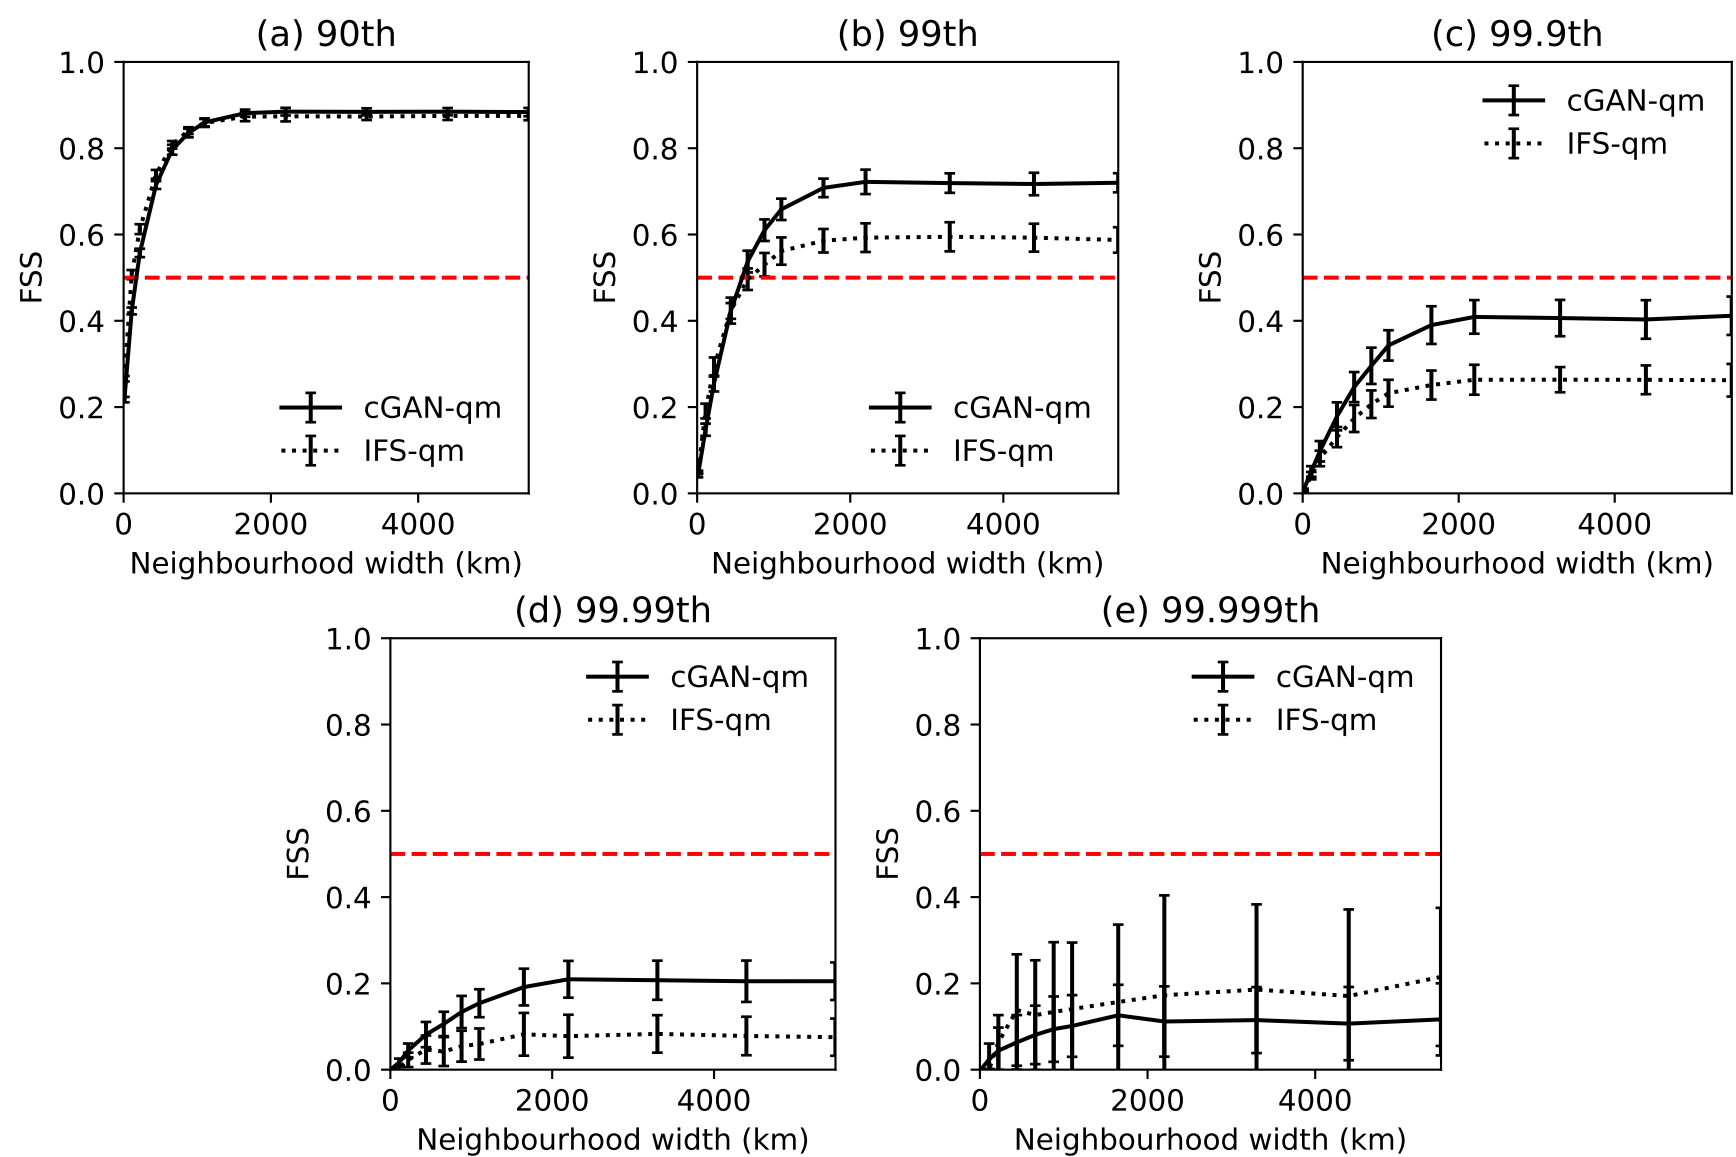 (a) 90th
1.0
0.8
0.6
0.4
0.2
0.0
FSS
cGAN-qm
IFS-qm
0 2000 4000
Neighbourhood width (km)
(b) 99th
1.0
0.8
0.6
0.4
0.2
0.0
FSS
cGAN-qm
IFS-qm
0 2000 4000
Neighbourhood width (km)
(c) 99.9th
1.0
0.8
0.6
0.4
0.2
0.0
FSS
cGAN-qm
IFS-qm
0 2000 4000
Neighbourhood width (km)
(d) 99.99th
1.0
0.8
0.6
0.4
0.2
0.0
FSS
cGAN-qm
IFS-qm
0 2000 4000
Neighbourhood width (km)
(e) 99.999th
1.0
0.8
0.6
0.4
0.2
0.0
FSS
cGAN-qm
IFS-qm
0 2000 4000
Neighbourhood width (km)